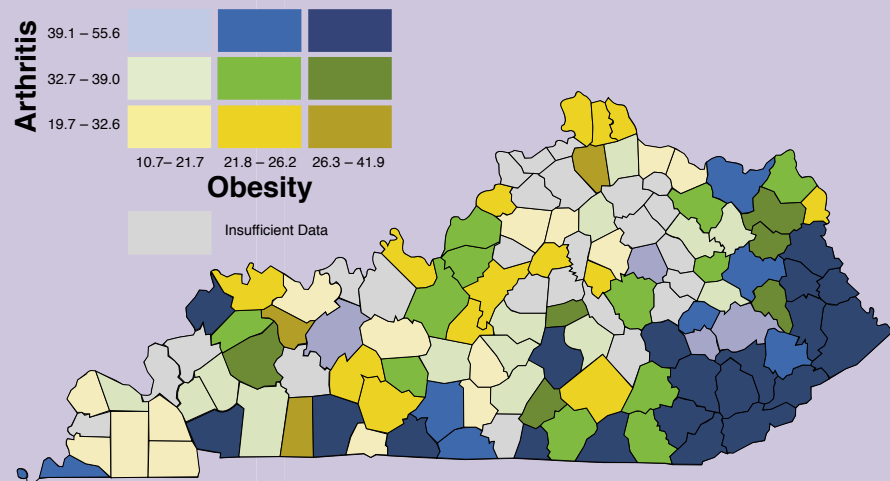 Arthritis
39.1 – 55.6
32.7 – 39.0
19.7 – 32.6
10.7– 21.7 21.8 – 26.2 26.3 – 41.9
Obesity
Insufficient Data